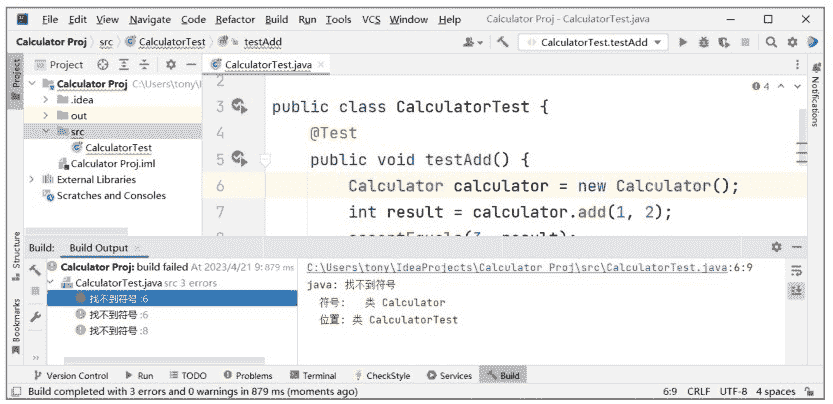 File Edit View Navigate Code Refactor Build Run Tools VCS Window Help Calculator Proj - CalculatorTest.java
Calculator Proj src CalculatorTest testAdd CalculatorTest.testAdd
Project
Project
CalculatorTest.java
Notifications
Calculator Proj C:\Users\tony\I
.idea
out
src
CalculatorTest
Calculator Proj.iml
External Libraries
Scratches and Consoles
2
4
3 public class CalculatorTest {
4 @Test
5 public void testAdd() {
6 Calculator calculator = new Calculator();
7 int result = calculator.add(1, 2);
Structure
Bookmarks
Build: Build Output
Calculator Proj: build failed At 2023/4/21 9: 879 ms
CalculatorTest.java src 3 errors
找不到符号 :6
找不到符号 :6
找不到符号 :8
C:\Users\tony\IdeaProjects\Calculator Proj\src\CalculatorTest.java:6:9
java: 找不到符号
符号: 类 Calculator
位置: 类 CalculatorTest
Version Control Run TODO Problems Terminal CheckStyle Services Build
Build completed with 3 errors and 0 warnings in 879 ms (moments ago) 6:9 CRLF UTF-8 4 spaces